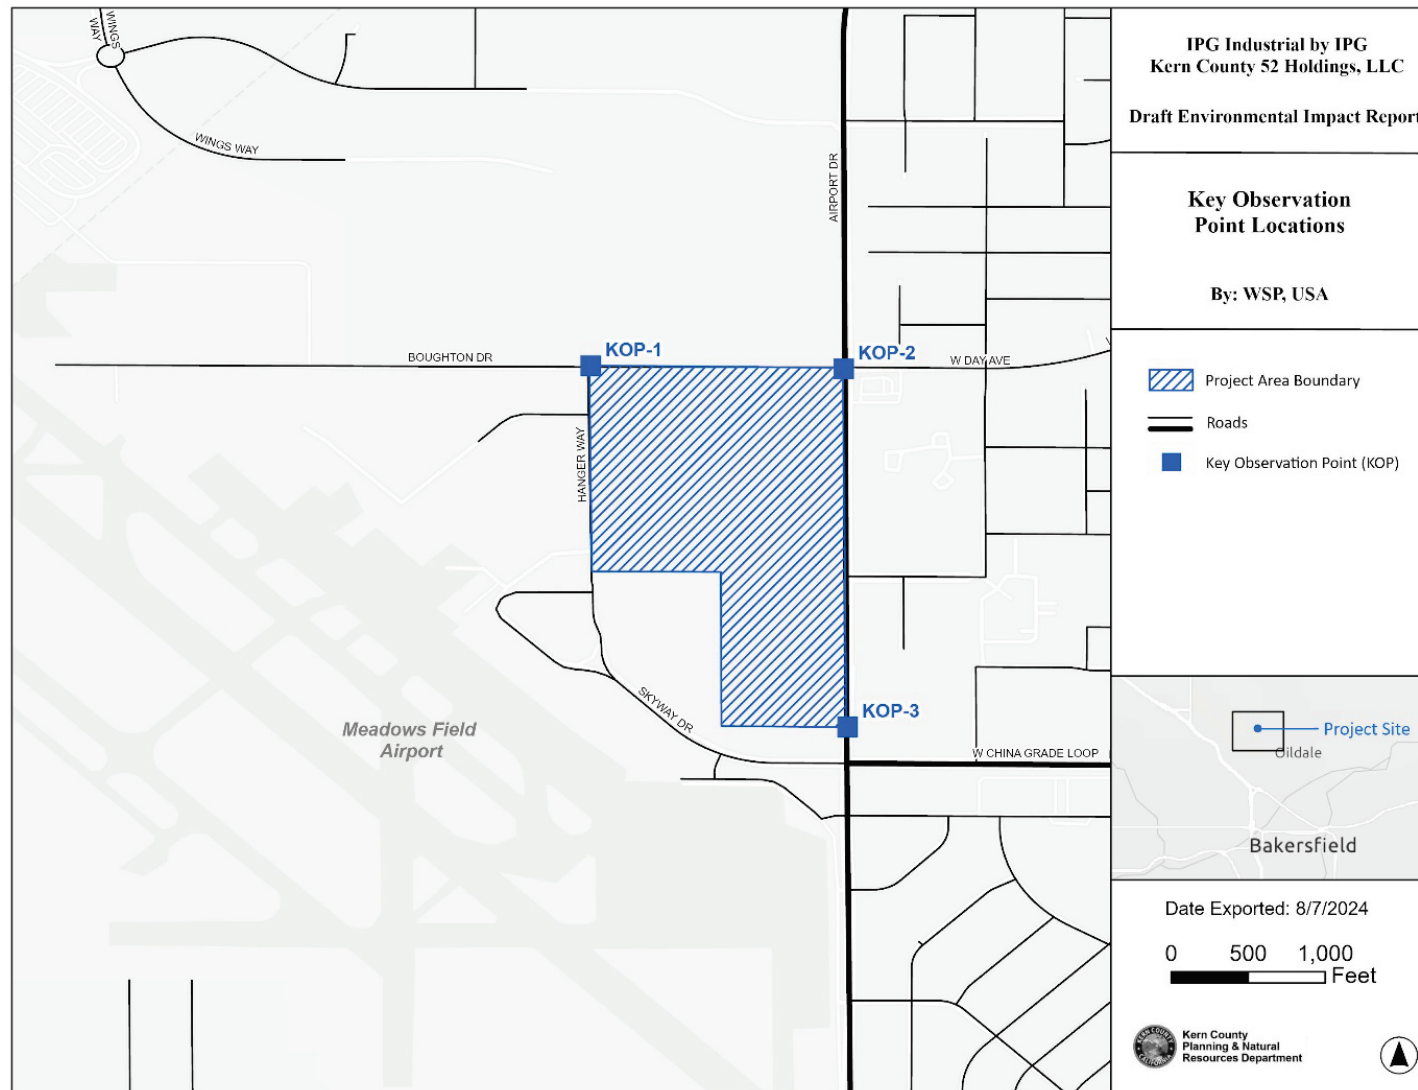 WINGS
WAY
WINGS WAY
AIRPORT DR
BOUGHTON DR
KOP-1
KOP-2
W DAY AVE
HANGER WAY
SKYWAY DR
KOP-3
Meadows Field
Airport
W CHINA GRADE LOOP
IPG Industrial by IPG
Kern County 52 Holdings, LLC
Draft Environmental Impact Report
Key Observation
Point Locations
By: WSP, USA
Project Area Boundary
Roads
Key Observation Point (KOP)
Project Site
Oildale
Bakersfield
Date Exported: 8/7/2024
0 500 1,000
Feet
KERN COUNTY
CALIFORNIA
Kern County
Planning & Natural
Resources Department